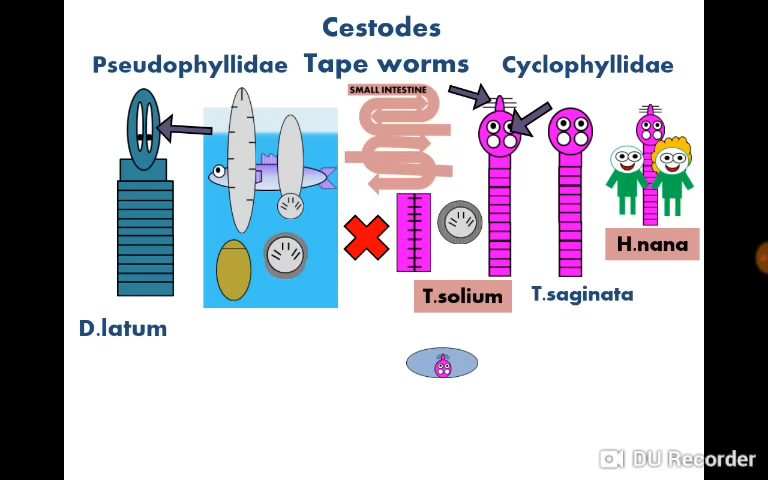 Cestodes
Pseudophyllidae
Tape worms
Cyclophyllidae
SMALL INTESTINE
H.nana
T.solium
T.saginata
D.latum
DU Recorder